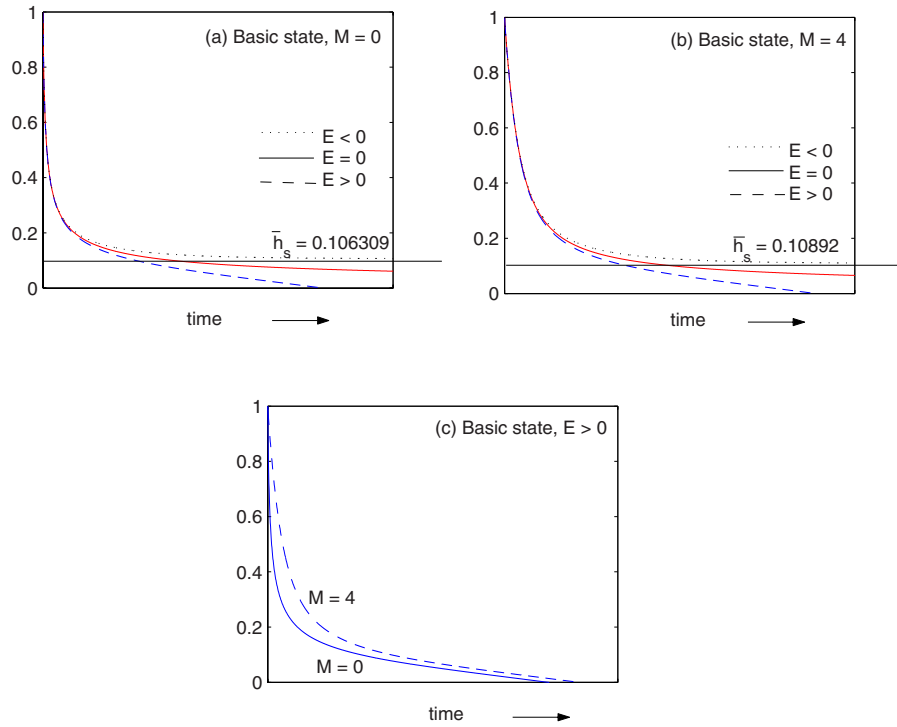 (a) Basic state, M = 0
1
0.8
0.6
0.4
0.2
0
E < 0
E = 0
E > 0
h̅s = 0.106309
time
(b) Basic state, M = 4
1
0.8
0.6
0.4
0.2
0
E < 0
E = 0
E > 0
h̅s = 0.10892
time
(c) Basic state, E > 0
1
0.8
0.6
0.4
0.2
0
M = 4
M = 0
time